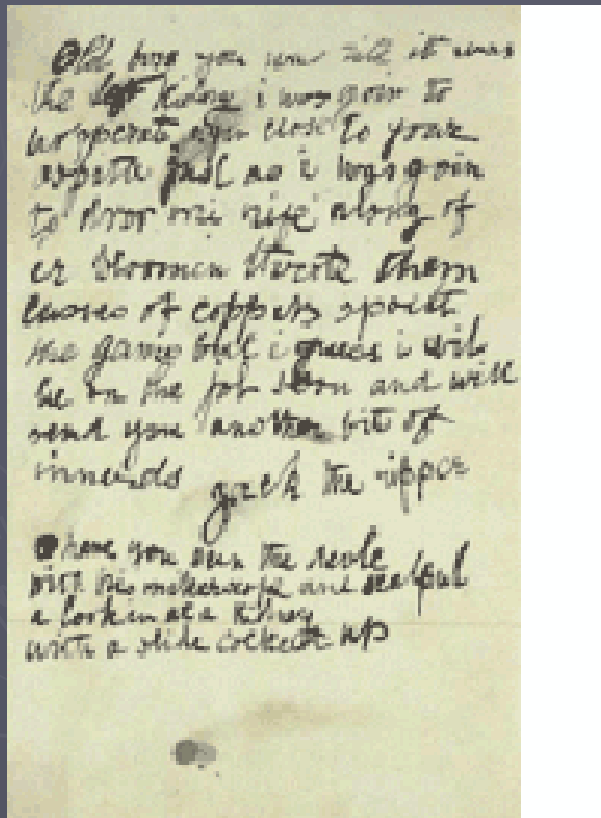 Old boss you was rite it was
the left kidny i was goin to
hopperate agin close to your
ospitle just as i was goin
to dror mi nife along of
er bloomin throte them
cusses of coppers spoilt
the game but i guess i wil
be on the job soon and will
send you another bit of
innerds Jack the ripper
O have you seen the devle
with his mikerscope and scalpul
a lookin at a Kidney
with a slide cocked up